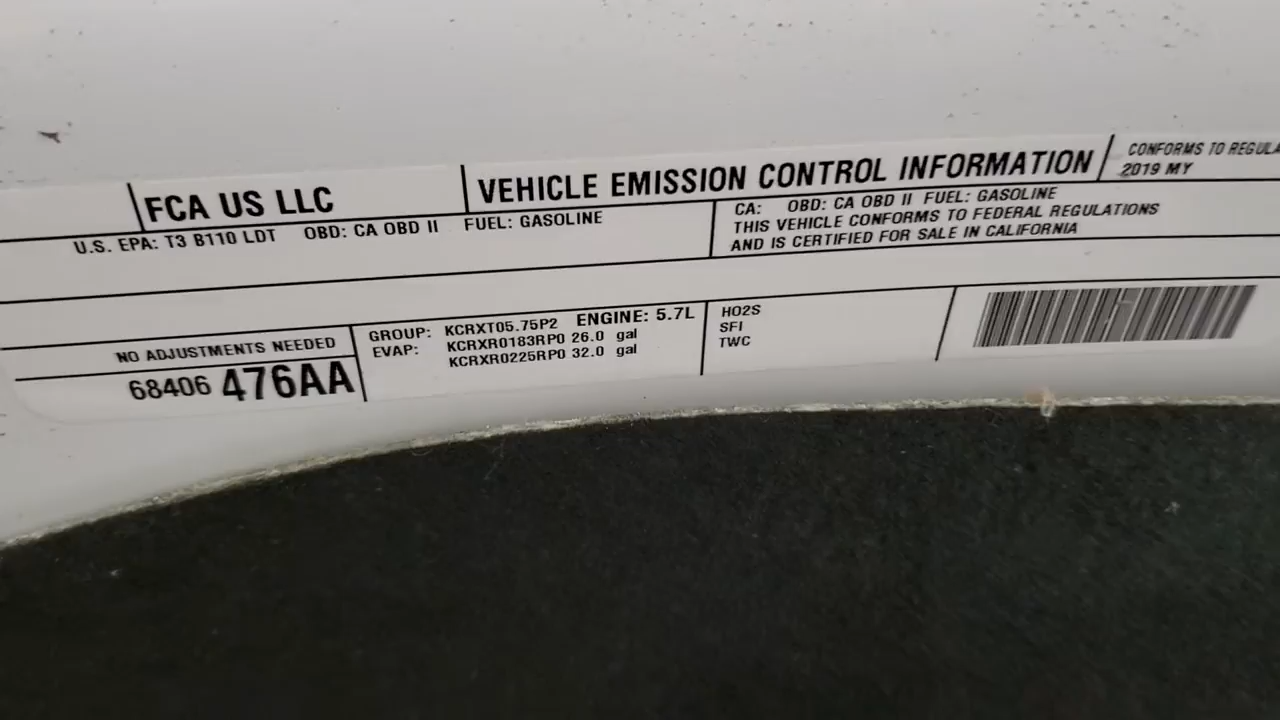 FCA US LLC
VEHICLE EMISSION CONTROL INFORMATION
CONFORMS TO
2019 MY
U.S. EPA: T3 B110 LDT OBD: CA OBD II FUEL: GASOLINE
CA: OBD: CA OBD II FUEL: GASOLINE
THIS VEHICLE CONFORMS TO FEDERAL REGULATIONS
AND IS CERTIFIED FOR SALE IN CALIFORNIA
NO ADJUSTMENTS NEEDED
68406 476AA
GROUP: KCRXT05.75P2 ENGINE: 5.7L
EVAP: KCRXR0183RP0 26.0 gal
KCRXR0225RP0 32.0 gal
HO2S
SFI
TWC